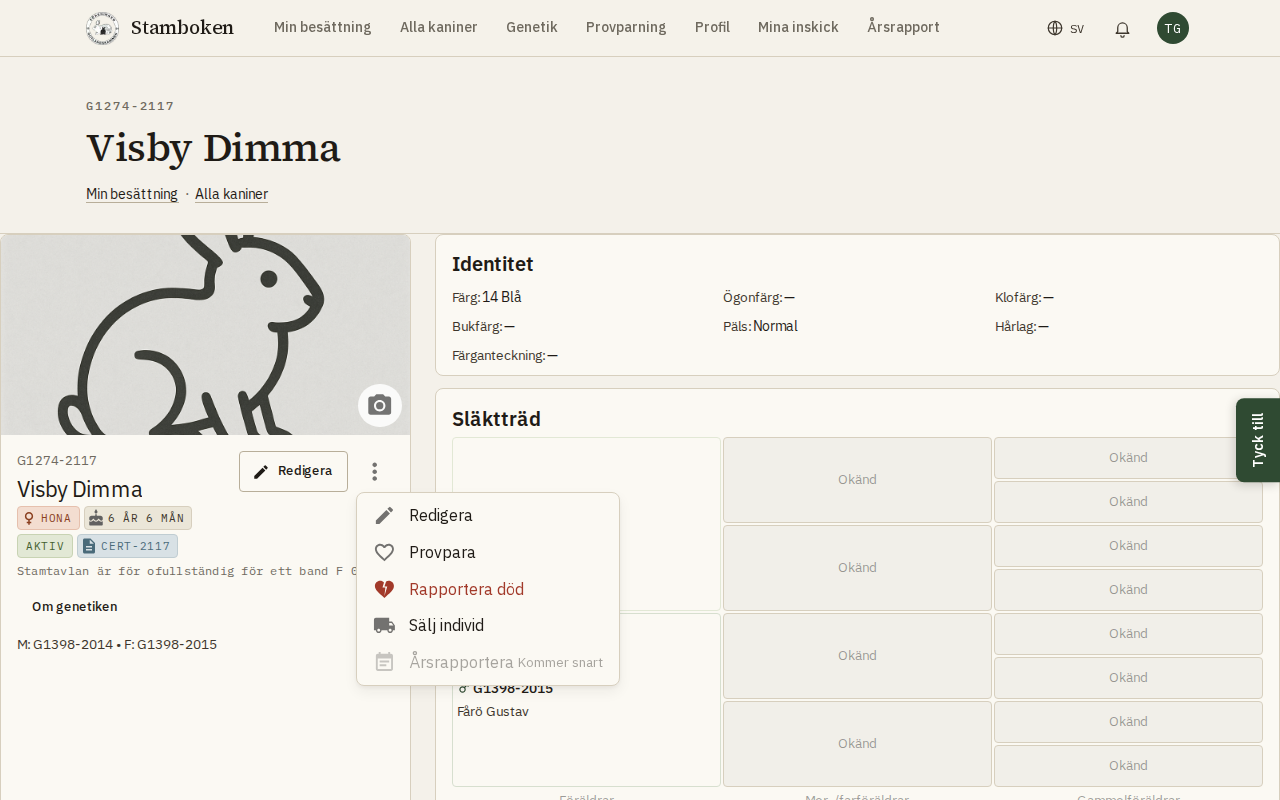 Stamboken
Min besättning
Alla kaniner
Genetik
Provparning
Profil
Mina inskick
Årsrapport
SV
TG
G1274-2117
Visby Dimma
Min besättning · Alla kaniner
G1274-2117
Visby Dimma
Redigera
HONA
6 ÅR 6 MÅN
AKTIV
CERT-2117
Stamtavlan är för ofullständig för ett band F
Om genetiken
M: G1398-2014 • F: G1398-2015
Redigera
Provpara
Rapportera död
Sälj individ
Årsrapportera Kommer snart
Identitet
Färg: 14 Blå
Ögonfärg: —
Klofärg: —
Bukfärg: —
Päls: Normal
Hårlag: —
Färganteckning: —
Släktträd
♂ G1398-2015
Fårö Gustav
Okänd
Okänd
Okänd
Okänd
Okänd
Okänd
Okänd
Okänd
Okänd
Okänd
Okänd
Okänd
Föräldrar
Mor-/farföräldrar
Gammelföräldrar
Tyck till